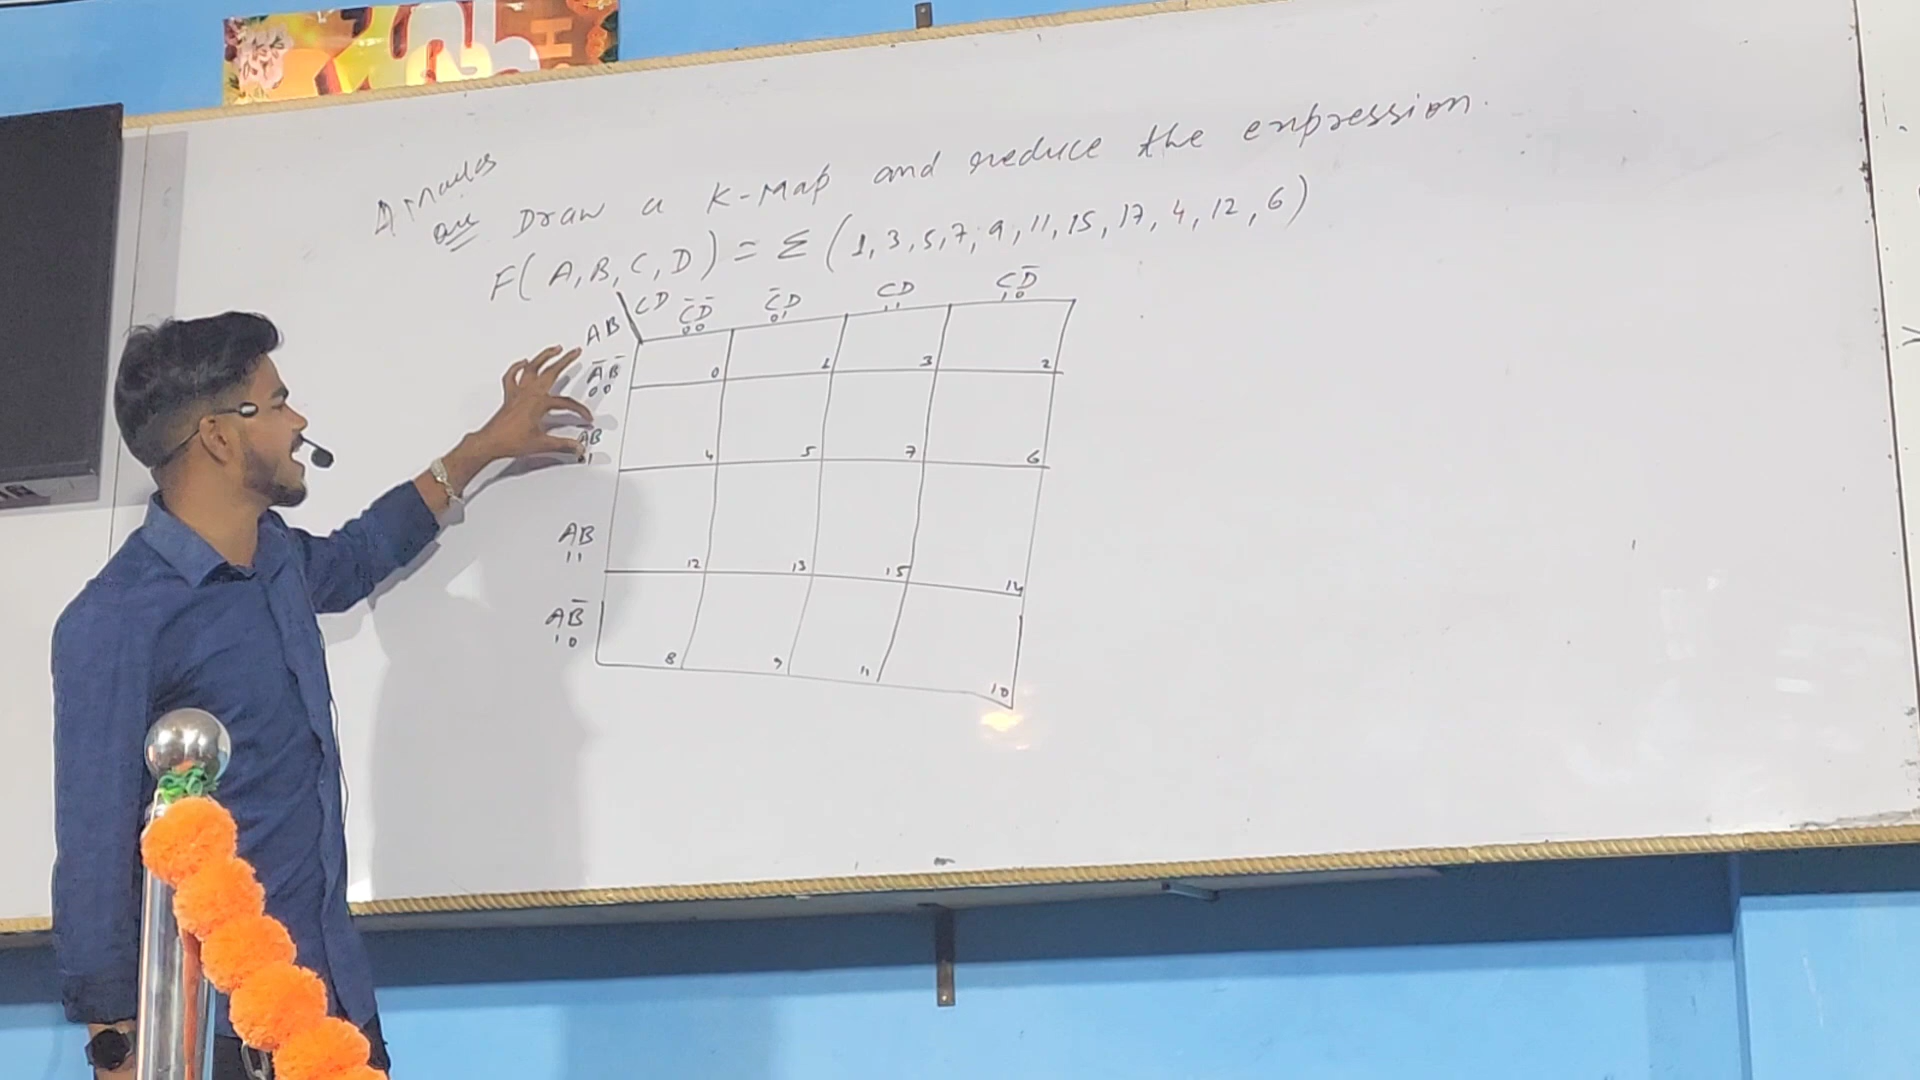 4 Marks
Que Draw a K-Map and reduce the expression.
F(A,B,C,D) = Σ(1,3,5,7,9,11,15,17,4,12,6)
AB CD C̄D̄ C̄D CD CD̄
00 01 11 10
ĀB̄ 0 1 3 2
00
4 5 7 6
01
AB 12 13 15 14
11
AB̄ 8 9 11 10
10